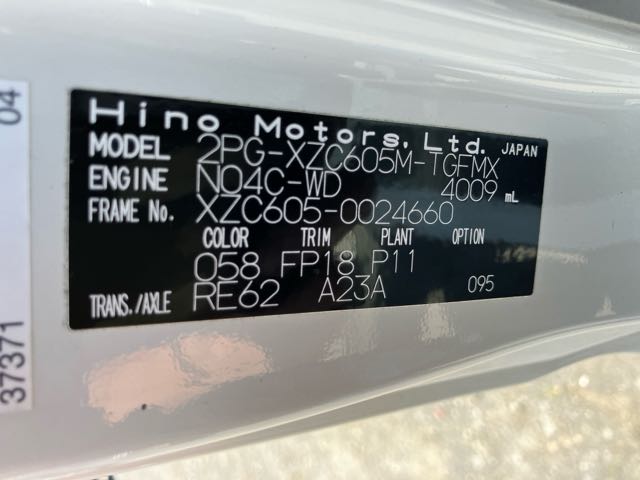 Hino Motors, Ltd. JAPAN
MODEL 2PG-XZC605M-TGFMX
ENGINE N04C-WD 4009 mL
FRAME No. XZC605-0024660
COLOR TRIM PLANT OPTION
058 FP18 P11
TRANS./AXLE RE62 A23A 095
37371 04